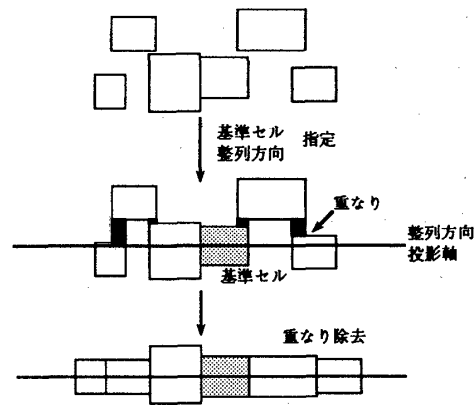 基準セル
整列方向
指定
重なり
整列方向
投影軸
基準セル
重なり除去